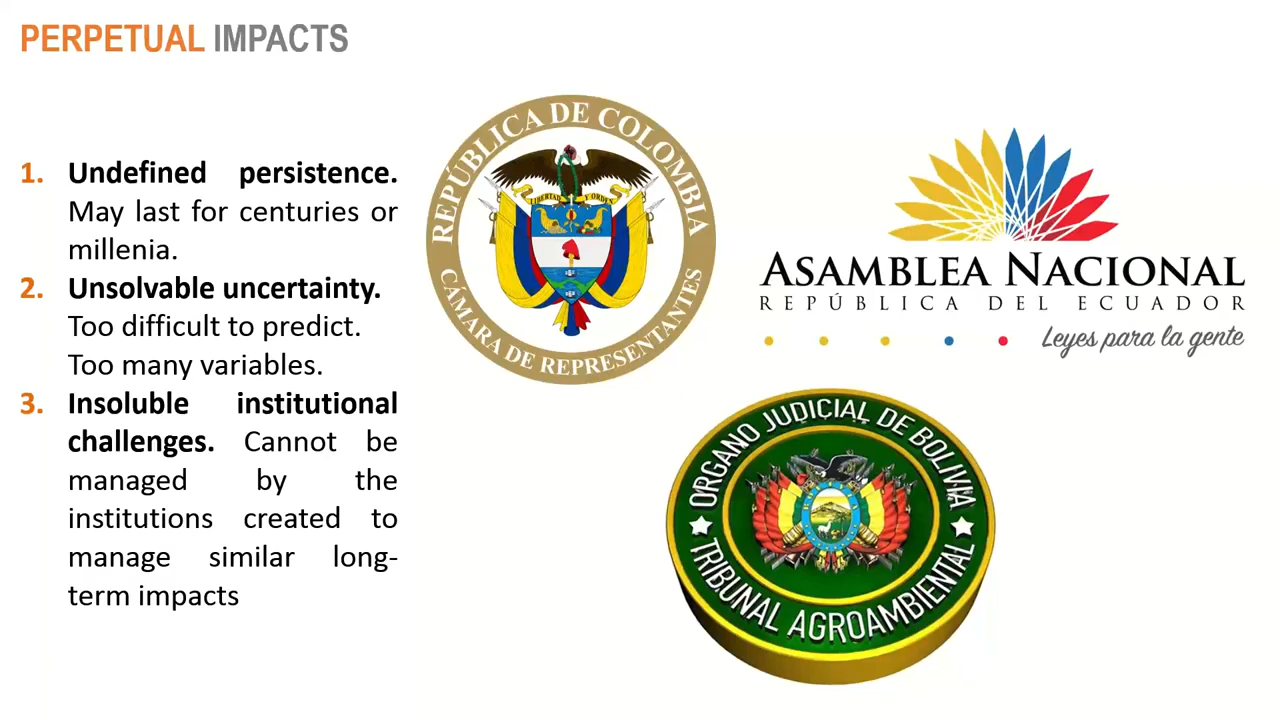 PERPETUAL IMPACTS
1. Undefined persistence.
May last for centuries or
millenia.
2. Unsolvable uncertainty.
Too difficult to predict.
Too many variables.
3. Insoluble institutional
challenges. Cannot be
managed by the
institutions created to
manage similar long-
term impacts
REPÚBLICA DE COLOMBIA
LIBERTAD Y ORDEN
CÁMARA DE REPRESENTANTES
ASAMBLEA NACIONAL
REPÚBLICA DEL ECUADOR
Leyes para la gente
ÓRGANO JUDICIAL DE BOLIVIA
TRIBUNAL AGROAMBIENTAL